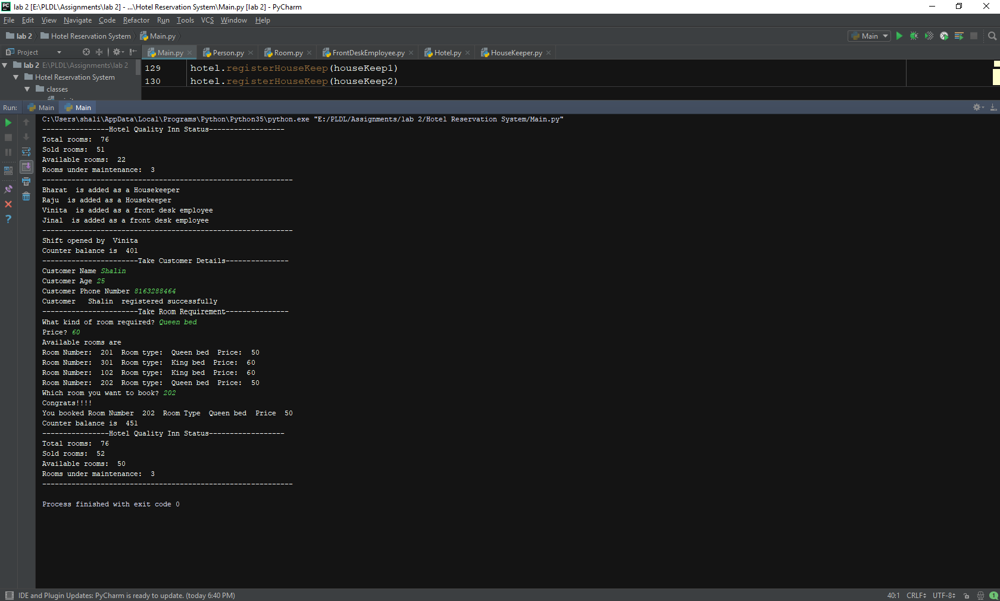 PC lab 2 [E:\PLDL\Assignments\lab 2] - ...\Hotel Reservation System\Main.py [lab 2] - PyCharm
File Edit View Navigate Code Refactor Run Tools VCS Window Help
lab 2 Hotel Reservation System Main.py Main
Project Main.py Person.py Room.py FrontDeskEmployee.py Hotel.py HouseKeeper.py
lab 2 E:\PLDL\Assignments\lab 2
129 hotel.registerHouseKeep(houseKeep1)
Hotel Reservation System
130 hotel.registerHouseKeep(houseKeep2)
classes
Run: Main Main
C:\Users\shali\AppData\Local\Programs\Python\Python35\python.exe "E:/PLDL/Assignments/lab 2/Hotel Reservation System/Main.py"
----------------Hotel Quality Inn Status------------------
Total rooms:  76
Sold rooms:  51
Available rooms:  22
Rooms under maintenance:  3
------------------------------------------------------------
Bharat  is added as a Housekeeper
Raju  is added as a Housekeeper
Vinita  is added as a front desk employee
Jinal  is added as a front desk employee
------------------------------------------------------------
Shift opened by  Vinita
Counter balance is  401
-----------------------Take Customer Details---------------
Customer Name Shalin
Customer Age 25
Customer Phone Number 8163288464
Customer   Shalin  registered successfully
-----------------------Take Room Requirement---------------
What kind of room required? Queen bed
Price? 60
Available rooms are
Room Number:  201  Room type:  Queen bed  Price:  50
Room Number:  301  Room type:  King bed  Price:  60
Room Number:  102  Room type:  King bed  Price:  60
Room Number:  202  Room type:  Queen bed  Price:  50
Which room you want to book? 202
Congrats!!!!
You booked Room Number  202  Room Type  Queen bed  Price  50
Counter balance is  451
----------------Hotel Quality Inn Status------------------
Total rooms:  76
Sold rooms:  52
Available rooms:  50
Rooms under maintenance:  3
------------------------------------------------------------
Process finished with exit code 0
IDE and Plugin Updates: PyCharm is ready to update. (today 6:40 PM) 40:1 CRLF UTF-8 1